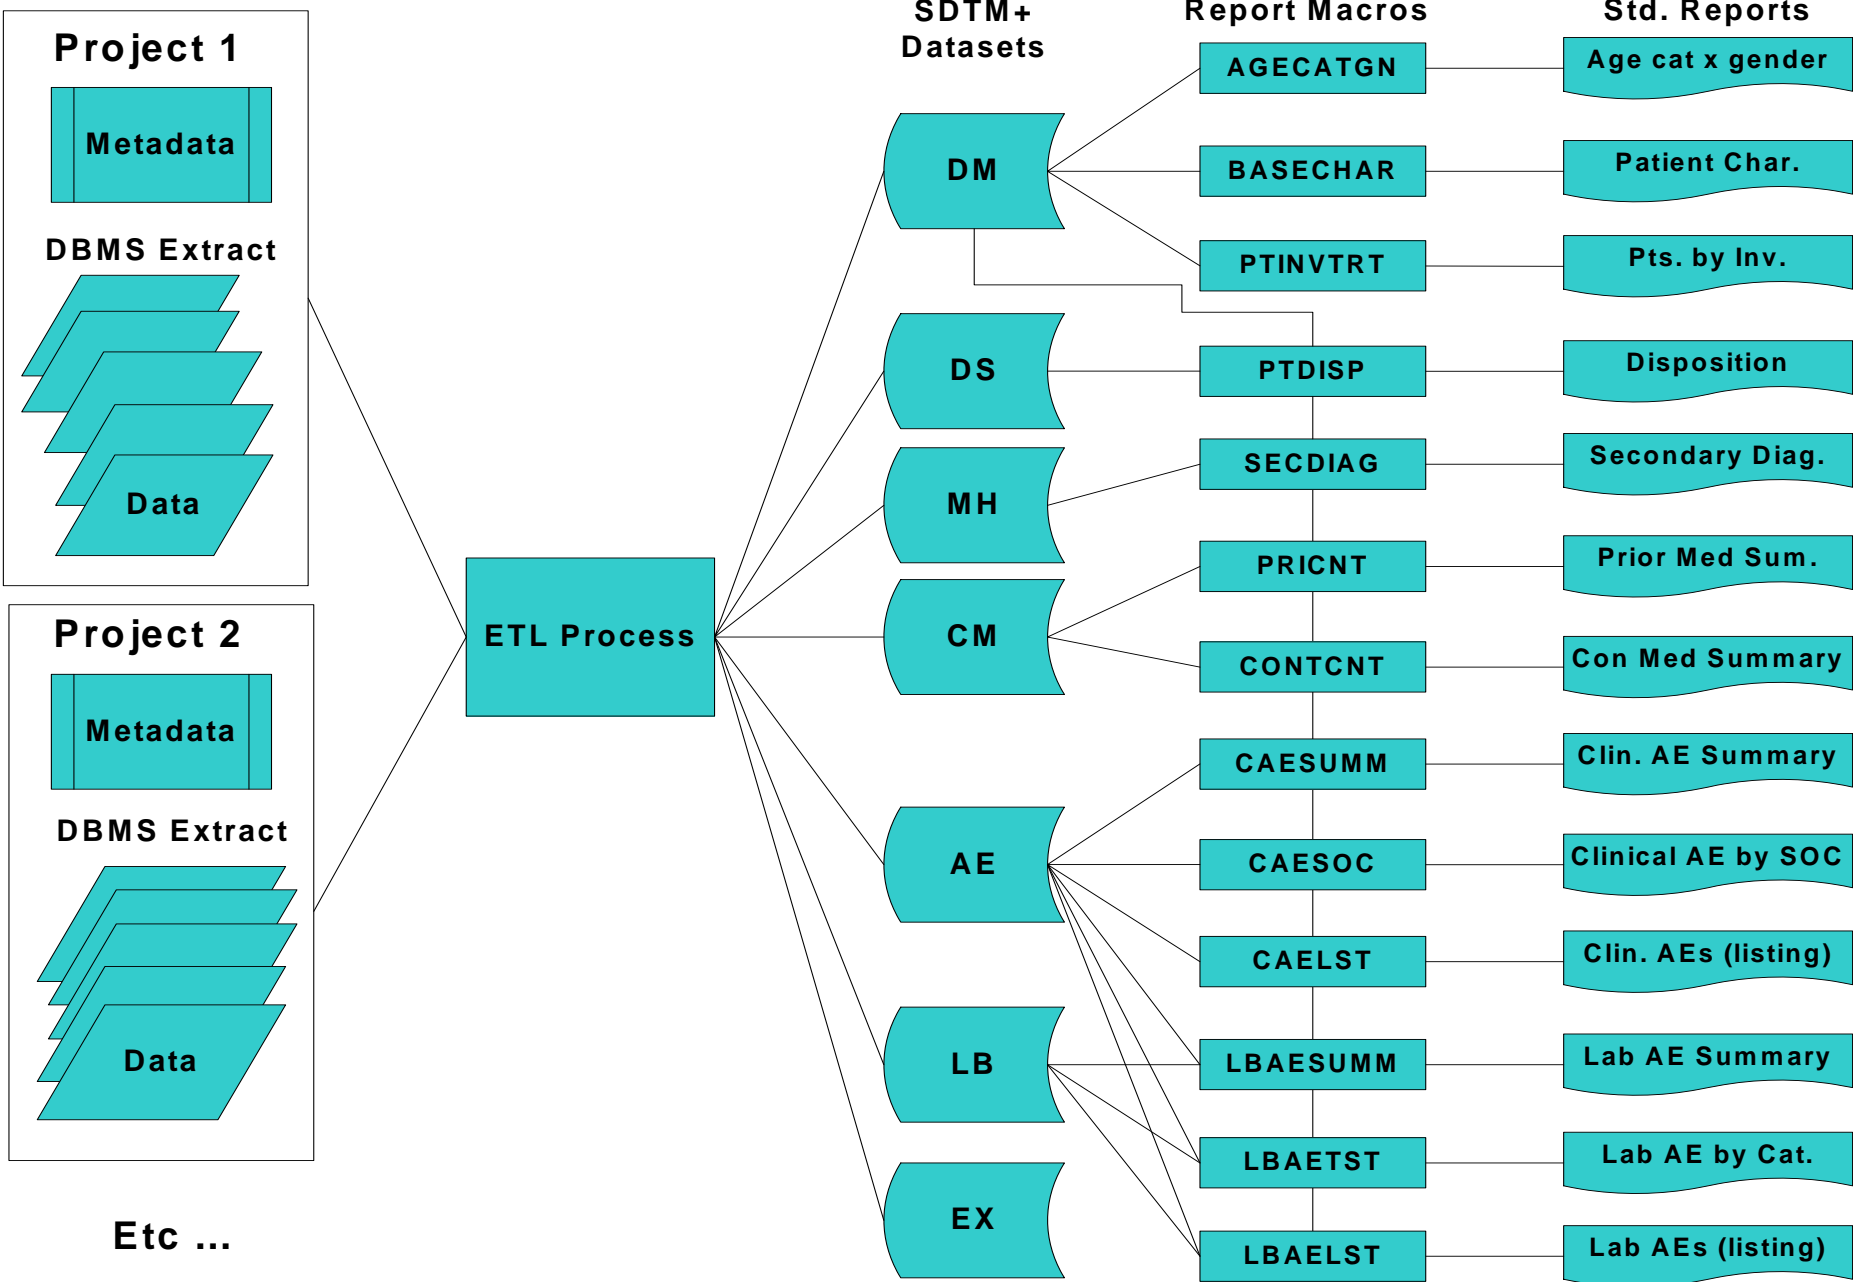 Project 1
Metadata
DBMS Extract
Data
Project 2
Metadata
DBMS Extract
Data
Etc ...
ETL Process
SDTM+
Datasets
DM
DS
MH
CM
AE
LB
EX
Report Macros
AGECATGN
BASECHAR
PTINVTRT
PTDISP
SECDIAG
PRICNT
CONTCNT
CAESUMM
CAESOC
CAELST
LBAESUMM
LBAETST
LBAELST
Std. Reports
Age cat x gender
Patient Char.
Pts. by Inv.
Disposition
Secondary Diag.
Prior Med Sum.
Con Med Summary
Clin. AE Summary
Clinical AE by SOC
Clin. AEs (listing)
Lab AE Summary
Lab AE by Cat.
Lab AEs (listing)